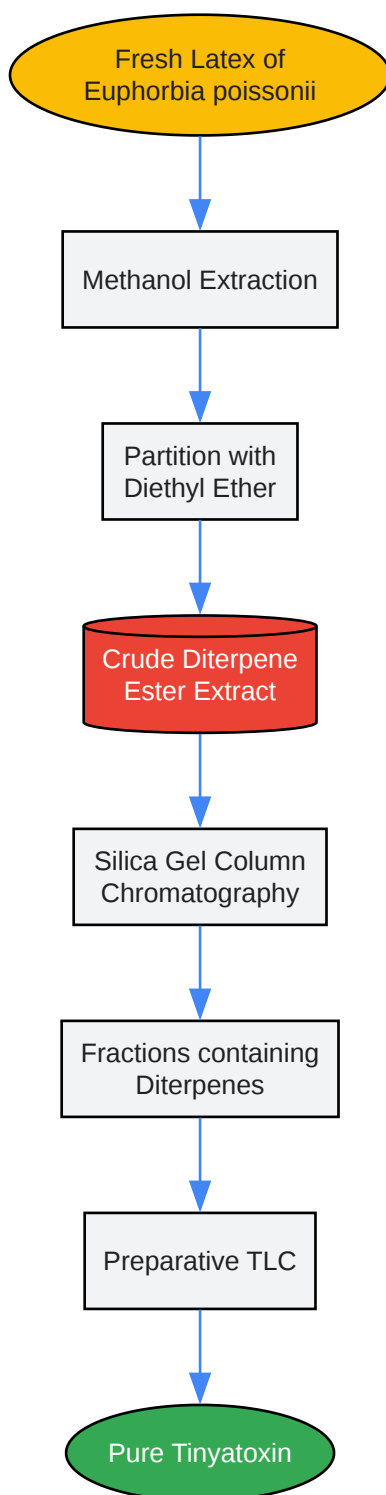 Fresh Latex of
Euphorbia poissonii
Methanol Extraction
Partition with
Diethyl Ether
Crude Diterpene
Ester Extract
Silica Gel Column
Chromatography
Fractions containing
Diterpenes
Preparative TLC
Pure Tinyatoxin